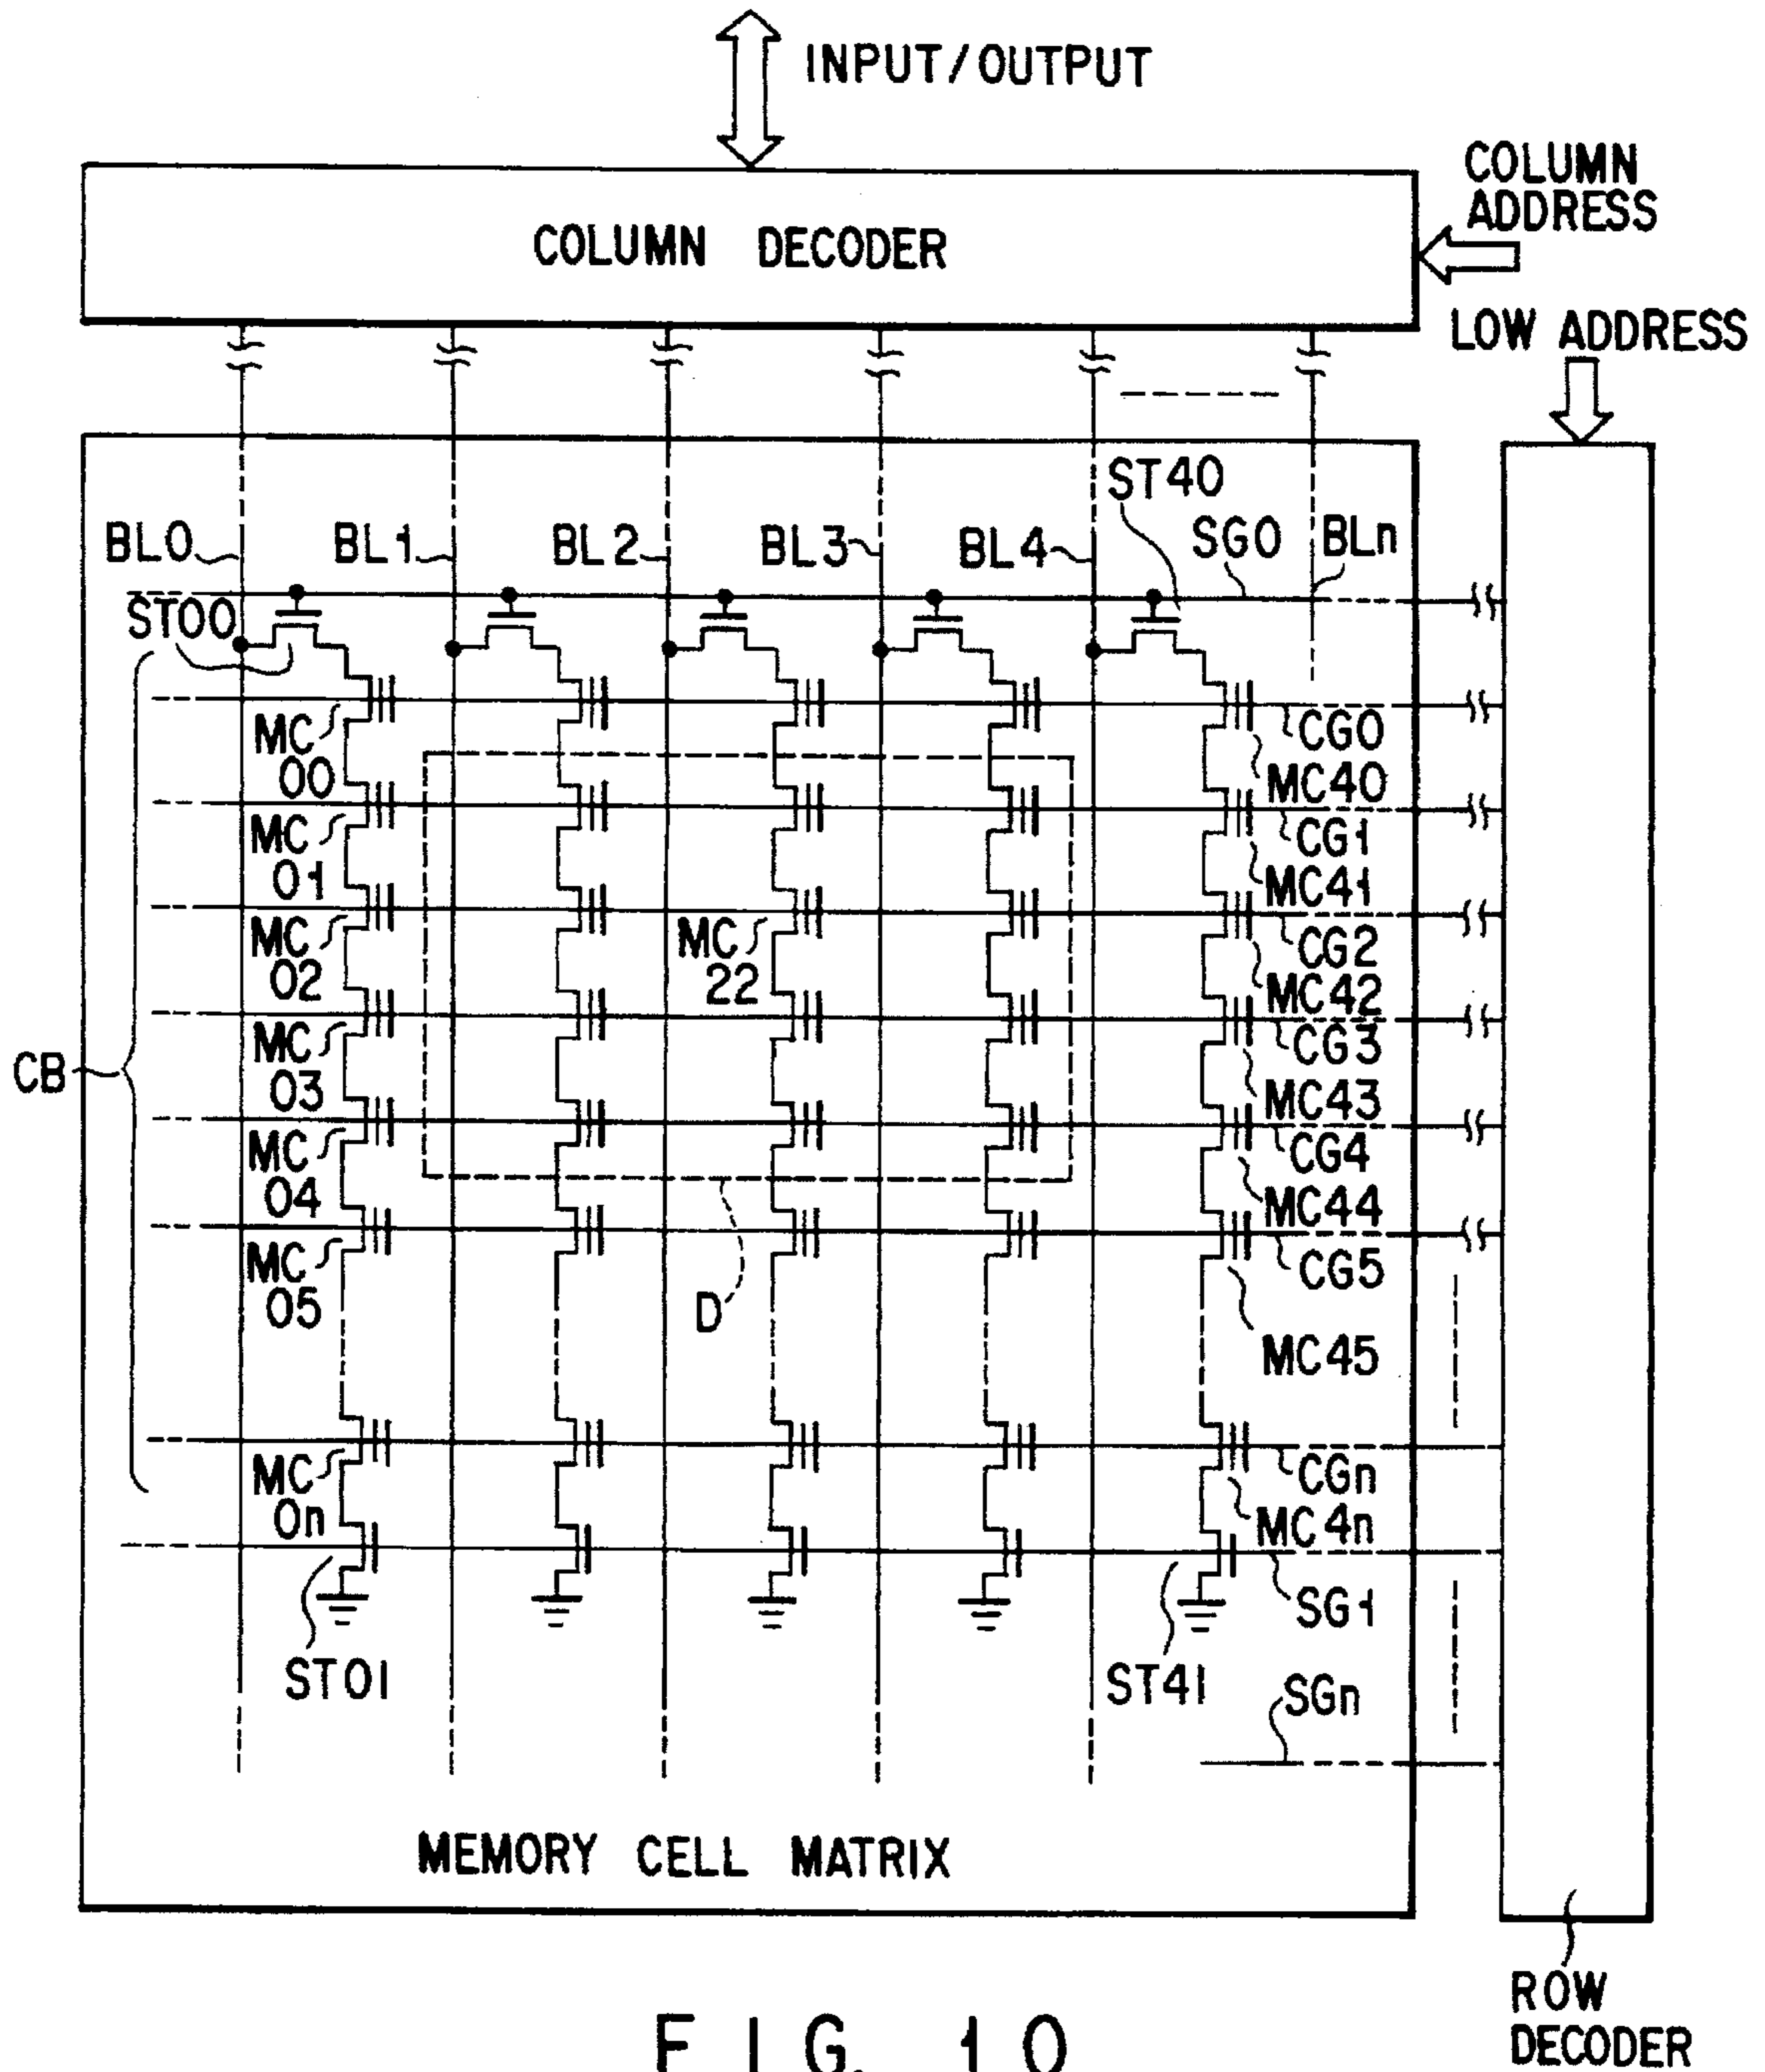 INPUT/OUTPUT
COLUMN
ADDRESS
COLUMN DECODER
LOW ADDRESS
ST40
BL0
BL1
BL2
BL3
BL4
SG0
BLn
ST00
MC
00
CG0
MC40
MC
01
CG1
MC41
MC
02
MC
22
CG2
MC42
CB
MC
03
CG3
MC43
MC
04
CG4
MC44
MC
05
D
CG5
MC45
MC
0n
CGn
MC4n
ST01
ST41
SG1
SGn
MEMORY CELL MATRIX
ROW
DECODER
FIG. 10